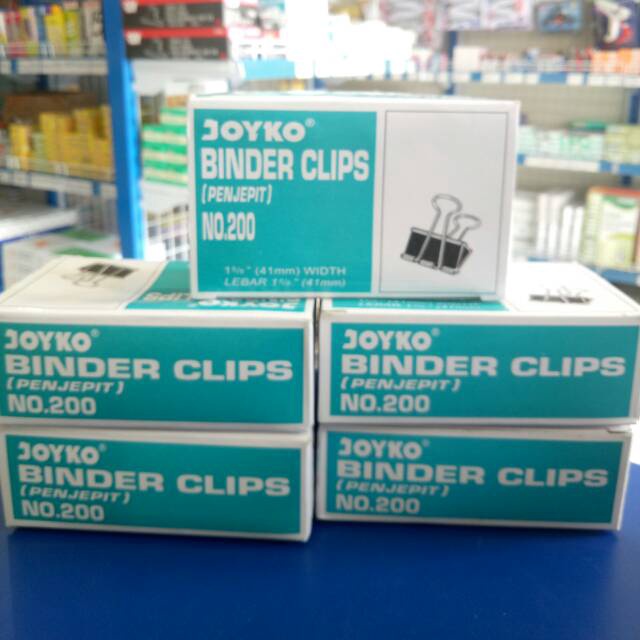 JOYKO®
BINDER CLIPS
(PENJEPIT)
NO.200
1⅝" (41mm) WIDTH
LEBAR 1⅝" (41mm)
JOYKO®
BINDER CLIPS
(PENJEPIT)
NO.200
JOYKO®
BINDER CLIPS
(PENJEPIT)
NO.200
JOYKO®
BINDER CLIPS
(PENJEPIT)
NO.200
JOYKO®
BINDER CLIPS
(PENJEPIT)
NO.200